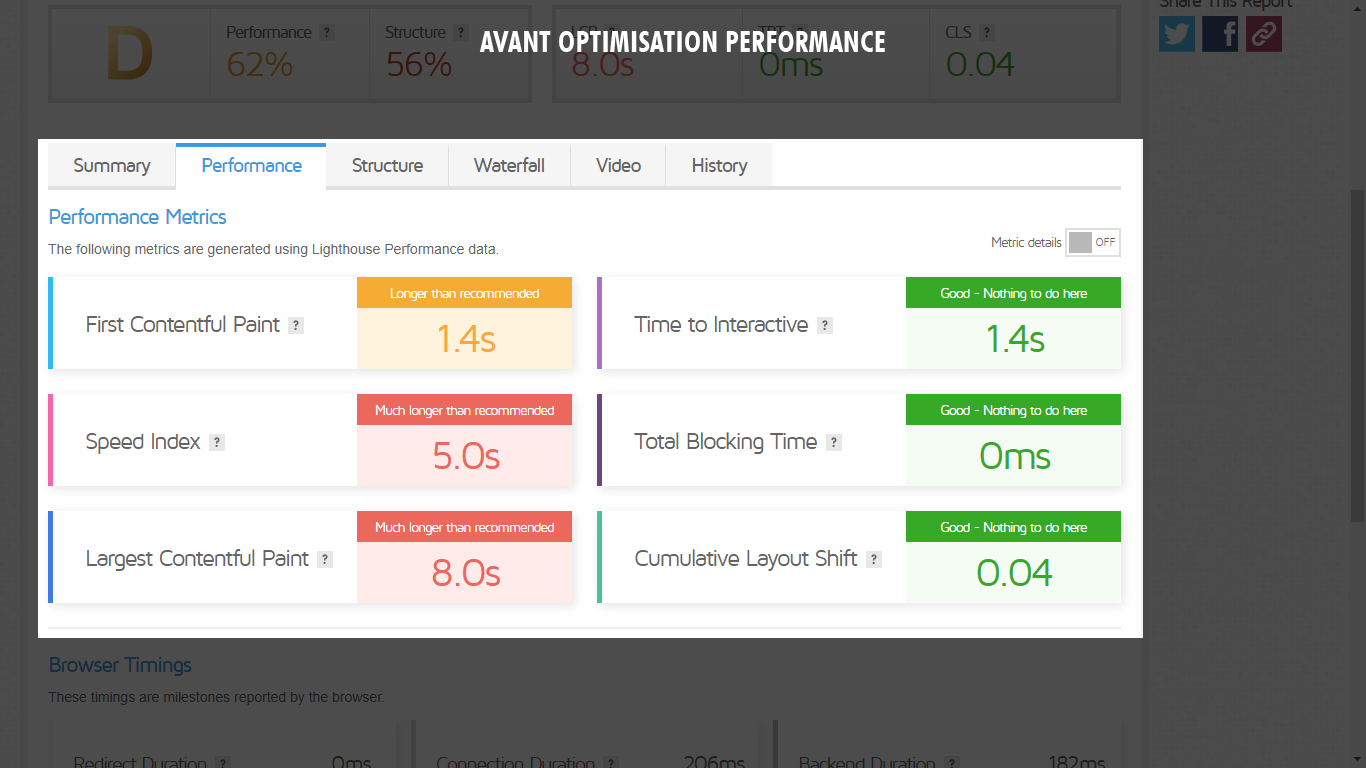 Share This Report
D
Performance ?
62%
Structure ?
56%
AVANT OPTIMISATION PERFORMANCE
LCP ?
8.0s
TBT ?
0ms
CLS ?
0.04
Summary
Performance
Structure
Waterfall
Video
History
Performance Metrics
The following metrics are generated using Lighthouse Performance data.
Metric details OFF
First Contentful Paint ?
Longer than recommended
1.4s
Time to Interactive ?
Good - Nothing to do here
1.4s
Speed Index ?
Much longer than recommended
5.0s
Total Blocking Time ?
Good - Nothing to do here
0ms
Largest Contentful Paint ?
Much longer than recommended
8.0s
Cumulative Layout Shift ?
Good - Nothing to do here
0.04
Browser Timings
These timings are milestones reported by the browser.
Redirect Duration ? 0ms
Connection Duration ? 206ms
Backend Duration ? 182ms